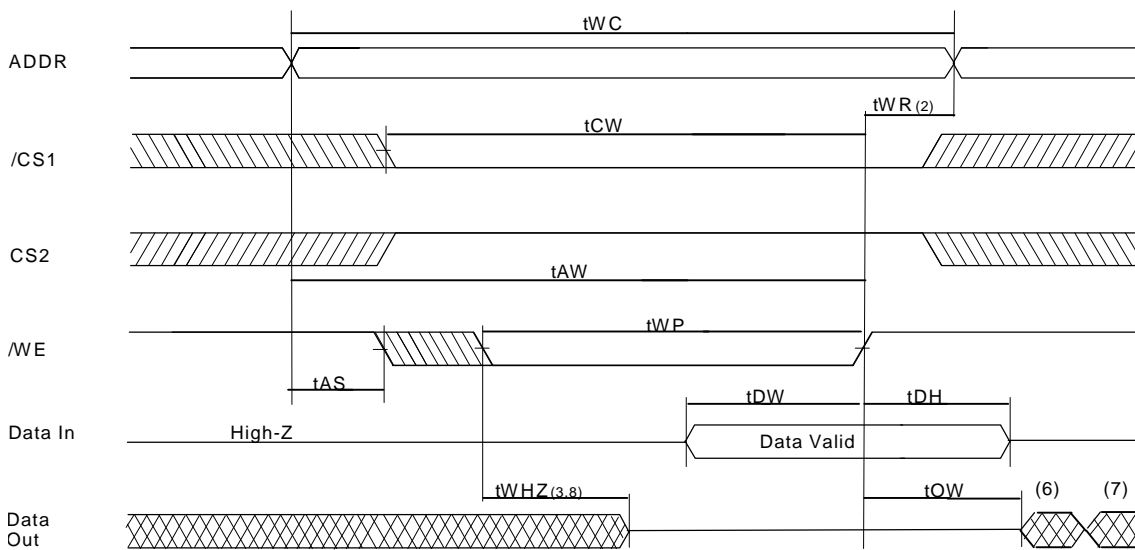 tWC
ADDR
tWR (2)
tCW
/CS1
CS2
tAW
tWP
/WE
tAS
tDW tDH
Data In High-Z Data Valid
tWHZ(3,8) tOW (6) (7)
Data
Out